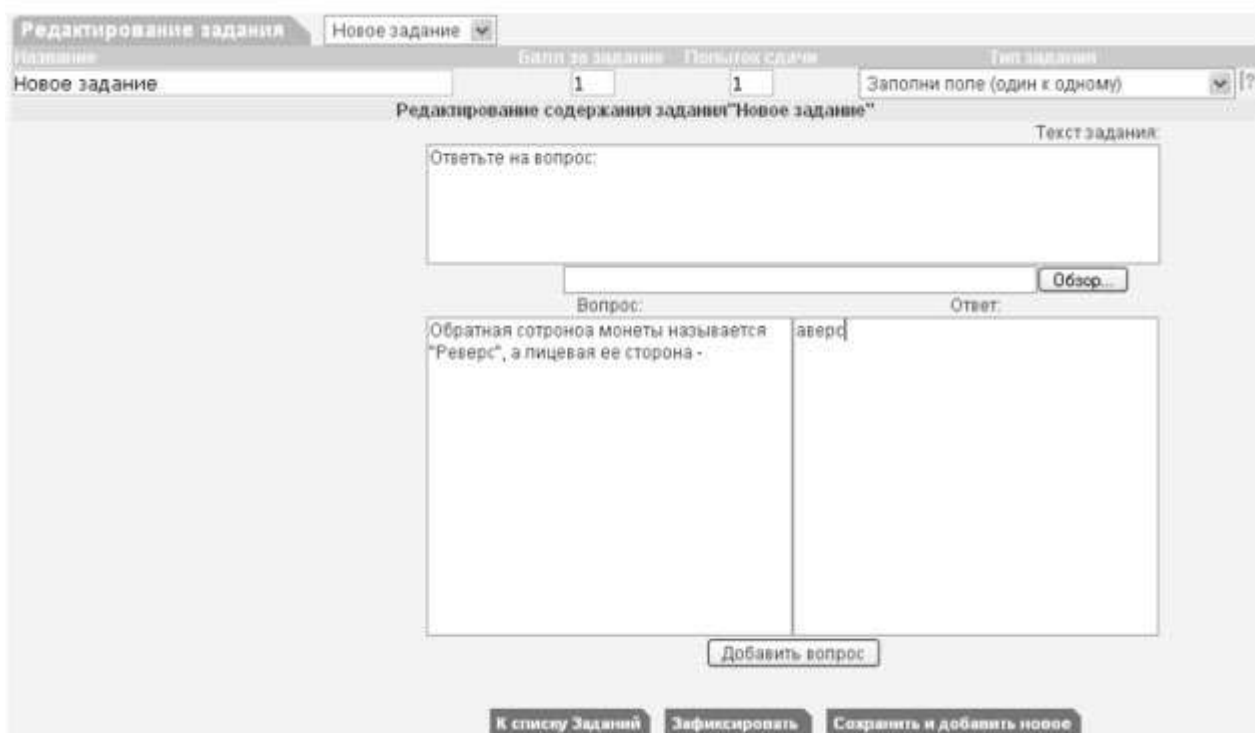 Редактирование задания Новое задание
Название Балл за задание Попыток сдачи Тип задания
Новое задание 1 1 Заполни поле (один к одному) [?
Редактирование содержания задания"Новое задание"
Текст задания:
Ответьте на вопрос:
Обзор...
Вопрос: Ответ:
Обратная сотроноа монеты называется аверс
"Реверс", а лицевая ее сторона -
Добавить вопрос
К списку Заданий Зафиксировать Сохранить и добавить новое